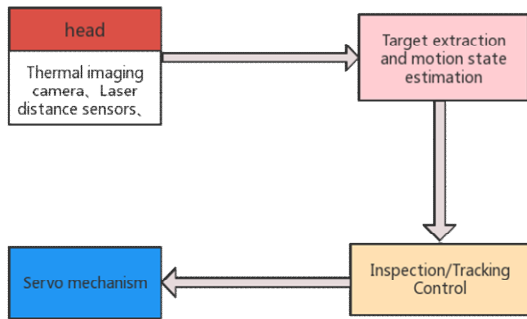 head
Thermal imaging
camera、Laser
distance sensors、
Target extraction
and motion state
estimation
Servo mechanism
Inspection/Tracking
Control